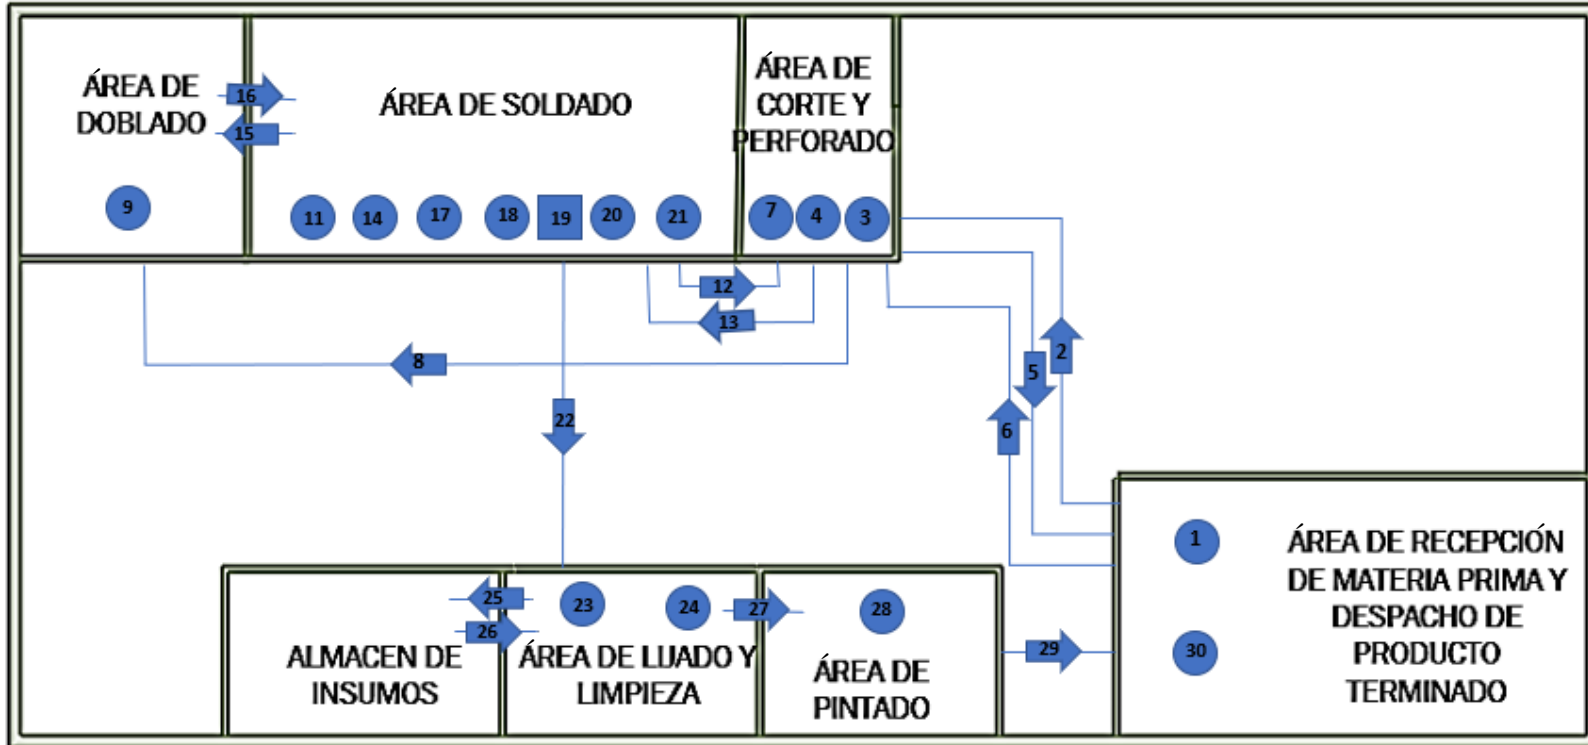 ÁREA DE
DOBLADO
16
15
9
ÁREA DE SOLDADO
11
14
17
18
19
20
21
ÁREA DE
CORTE Y
PERFORADO
7
4
3
12
13
8
22
2
5
6
25
26
ALMACEN DE
INSUMOS
23
24
27
ÁREA DE LIJADO Y
LIMPIEZA
28
ÁREA DE
PINTADO
29
1
30
ÁREA DE RECEPCIÓN
DE MATERIA PRIMA Y
DESPACHO DE
PRODUCTO
TERMINADO